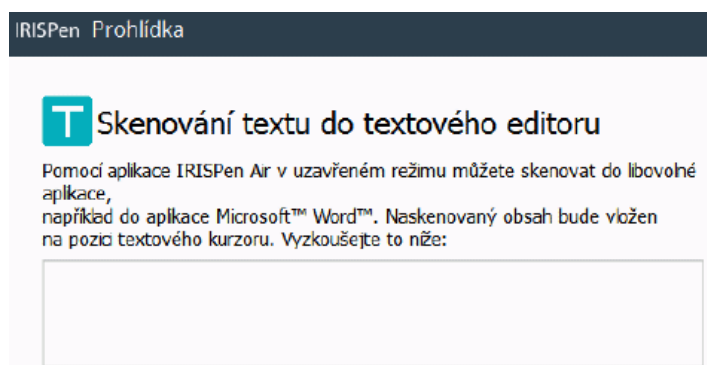 IRISPen Prohlídka
T Skenování textu do textového editoru
Pomocí aplikace IRISPen Air v uzavřeném režimu můžete skenovat do libovolné
aplikace,
například do aplikace Microsoft™ Word™. Naskenovaný obsah bude vložen
na pozici textového kurzoru. Vyzkoušejte to níže: